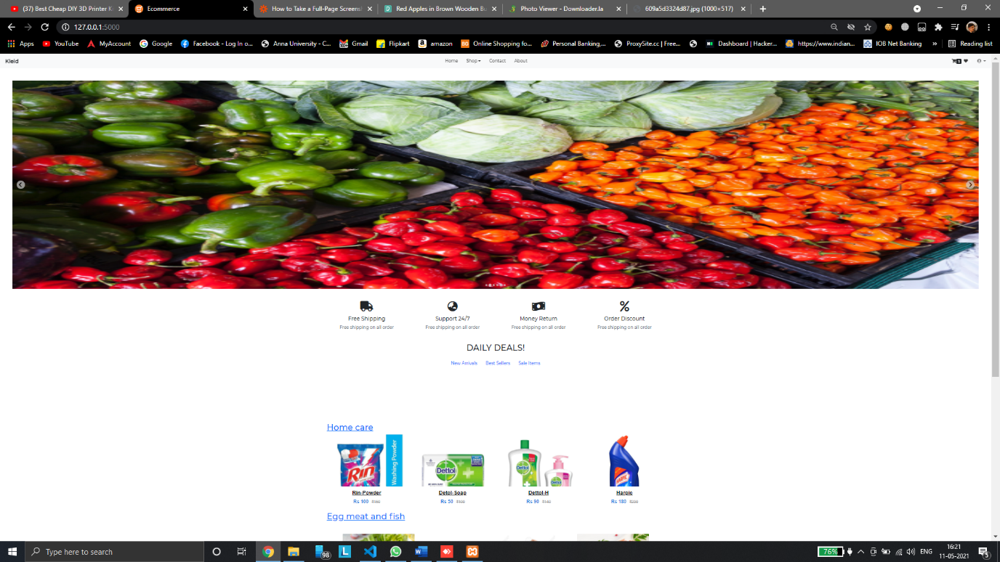 (37) Best Cheap DIY 3D Printer K
Ecommerce
How to Take a Full-Page Screensh
Red Apples in Brown Wooden Bu
Photo Viewer - Downloader.la
609a5d3324d87.jpg (1000×517)
127.0.0.1:5000
Apps
YouTube
MyAccount
Google
Facebook - Log In o...
Anna University - C...
Gmail
Flipkart
amazon
Online Shopping fo...
Personal Banking,...
ProxySite.cc | Free...
Dashboard | Hacker...
https://www.indian...
IOB Net Banking
»
Reading list
Kleid
Home
Shop
Contact
About
Free Shipping
Support 24/7
Money Return
Order Discount
Free shipping on all order
Free shipping on all order
Free shipping on all order
Free shipping on all order
DAILY DEALS!
New Arrivals
Best Sellers
Sale Items
Home care
Rin
Washing Powder
Dettol
Dettol
Dettol
HARPIC
Rin-Powder
Detol-Soap
Dettol-H
Harpio
Rs 100
Rs 50
Rs 90
Rs 180
Egg meat and fish
Type here to search
98
76%
ENG
16:21
11-05-2021
5